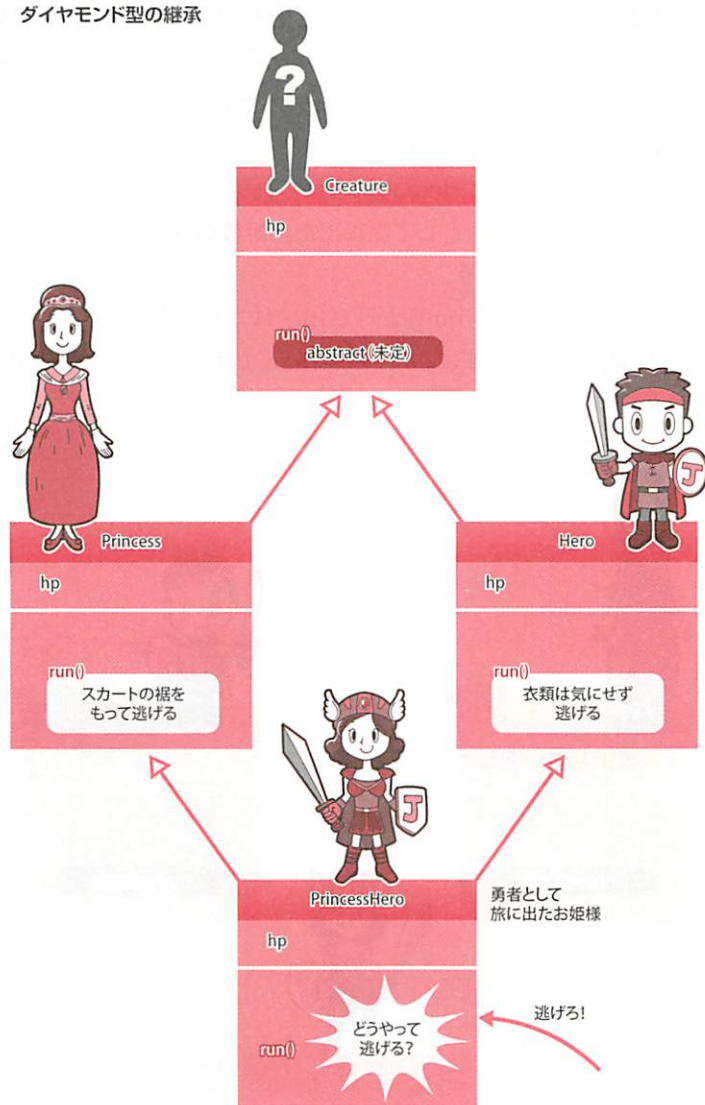 ダイヤモンド型の継承
?
Creature
hp
run()
abstract（未定）
J
Princess
hp
run()
スカートの裾を
もって逃げる
Hero
hp
run()
衣類は気にせず
逃げる
J
PrincessHero
hp
run()
どうやって
逃げる？
勇者として
旅に出たお姫様
逃げろ！